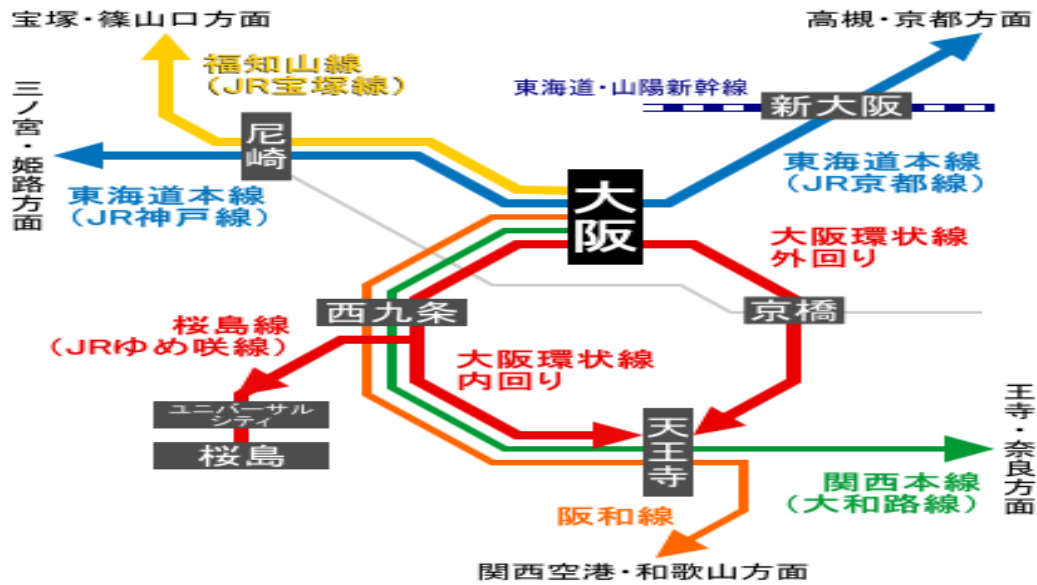 宝塚・篠山口方面
高槻・京都方面
福知山線
(JR宝塚線)
三ノ宮・姫路方面
東海道・山陽新幹線
新大阪
尼崎
東海道本線
(JR京都線)
東海道本線
(JR神戸線)
大阪
大阪環状線
外回り
西九条
京橋
桜島線
(JRゆめ咲線)
大阪環状線
内回り
ユニバーサル
シティ
桜島
天王寺
王寺・奈良方面
関西本線
(大和路線)
阪和線
関西空港・和歌山方面